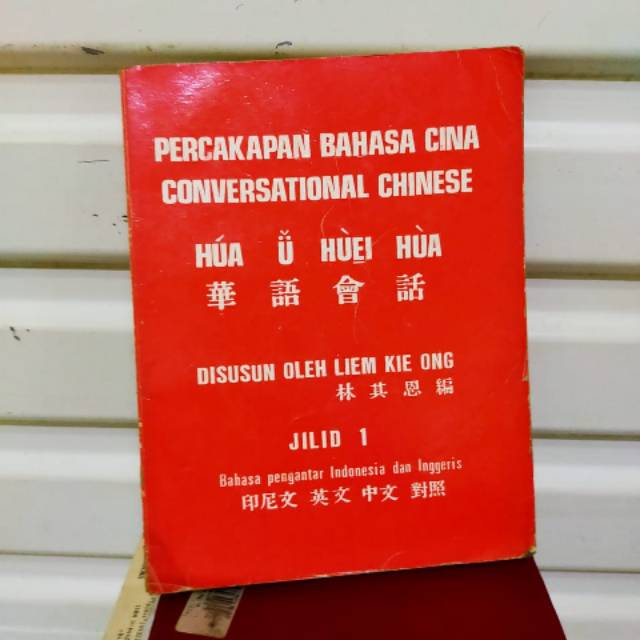 PERCAKAPAN BAHASA CINA
CONVERSATIONAL CHINESE
HÚA Ǚ HÙE̲I HÙA
華 語 會 話
DISUSUN OLEH LIEM KIE ONG
林 其 恩 編
JILID 1
Bahasa pengantar Indonesia dan Inggeris
印尼文 英文 中文 對照